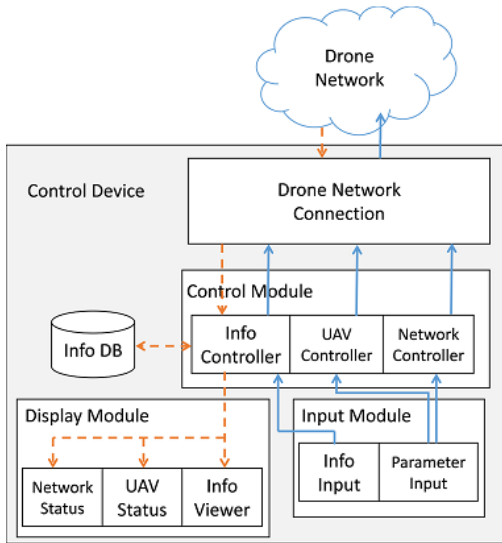 Drone
Network
Control Device
Drone Network
Connection
Control Module
Info
Controller
UAV
Controller
Network
Controller
Info DB
Display Module
Network
Status
UAV
Status
Info
Viewer
Input Module
Info
Input
Parameter
Input